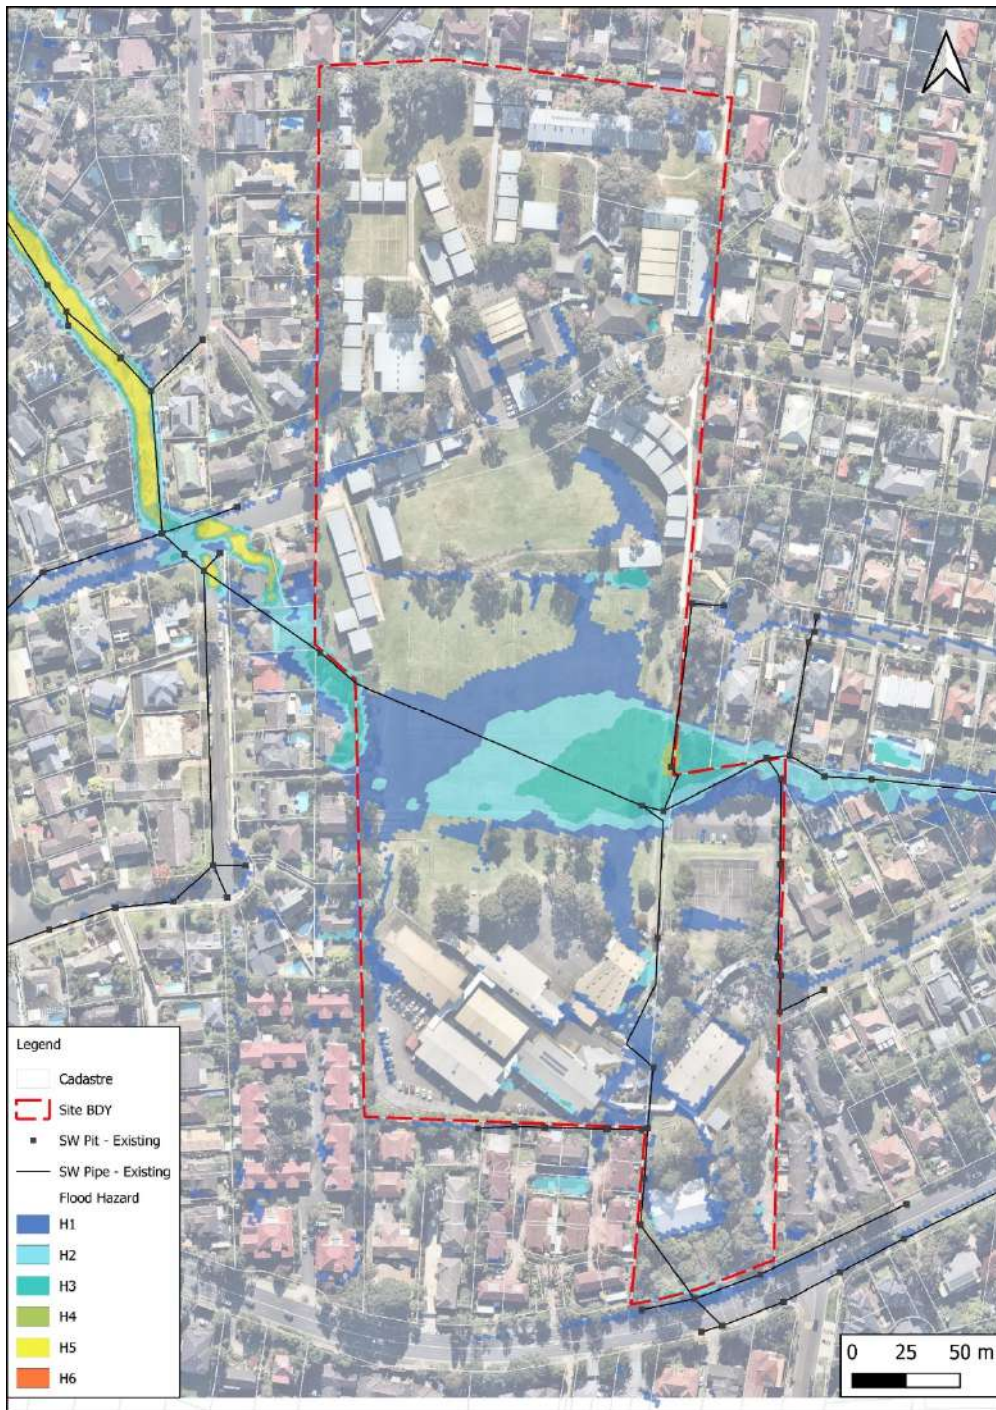 Legend
Cadastre
Site BDY
SW Pit - Existing
SW Pipe - Existing
Flood Hazard
H1
H2
H3
H4
H5
H6
0 25 50 m